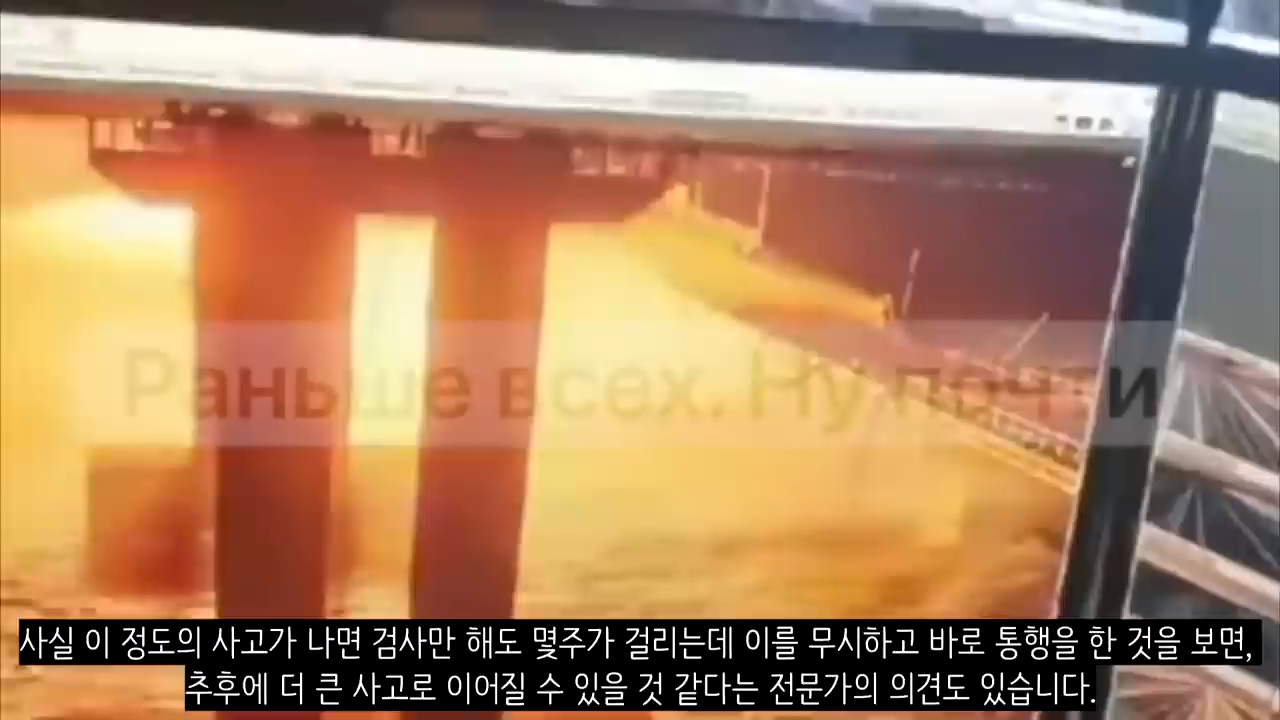 Раньше всех. Ну почти
사실 이 정도의 사고가 나면 검사만 해도 몇주가 걸리는데 이를 무시하고 바로 통행을 한 것을 보면,
추후에 더 큰 사고로 이어질 수 있을 것 같다는 전문가의 의견도 있습니다.